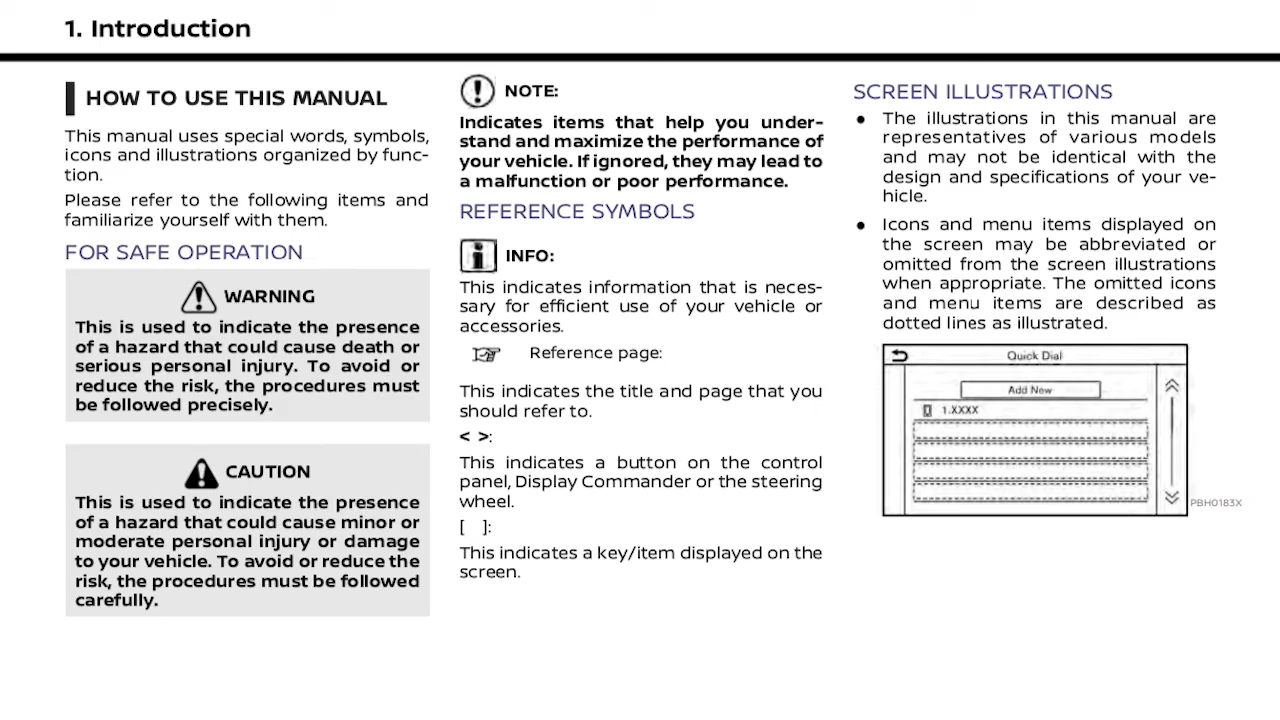 1. Introduction
HOW TO USE THIS MANUAL
This manual uses special words, symbols,
icons and illustrations organized by func-
tion.
Please refer to the following items and
familiarize yourself with them.
FOR SAFE OPERATION
WARNING
This is used to indicate the presence
of a hazard that could cause death or
serious personal injury. To avoid or
reduce the risk, the procedures must
be followed precisely.
CAUTION
This is used to indicate the presence
of a hazard that could cause minor or
moderate personal injury or damage
to your vehicle. To avoid or reduce the
risk, the procedures must be followed
carefully.
NOTE:
Indicates items that help you under-
stand and maximize the performance of
your vehicle. If ignored, they may lead to
a malfunction or poor performance.
REFERENCE SYMBOLS
INFO:
This indicates information that is neces-
sary for efficient use of your vehicle or
accessories.
Reference page:
This indicates the title and page that you
should refer to.
< >:
This indicates a button on the control
panel, Display Commander or the steering
wheel.
[ ]:
This indicates a key/item displayed on the
screen.
SCREEN ILLUSTRATIONS
● The illustrations in this manual are
representatives of various models
and may not be identical with the
design and specifications of your ve-
hicle.
● Icons and menu items displayed on
the screen may be abbreviated or
omitted from the screen illustrations
when appropriate. The omitted icons
and menu items are described as
dotted lines as illustrated.
Quick Dial
Add New
1.XXXX
PBH0183X